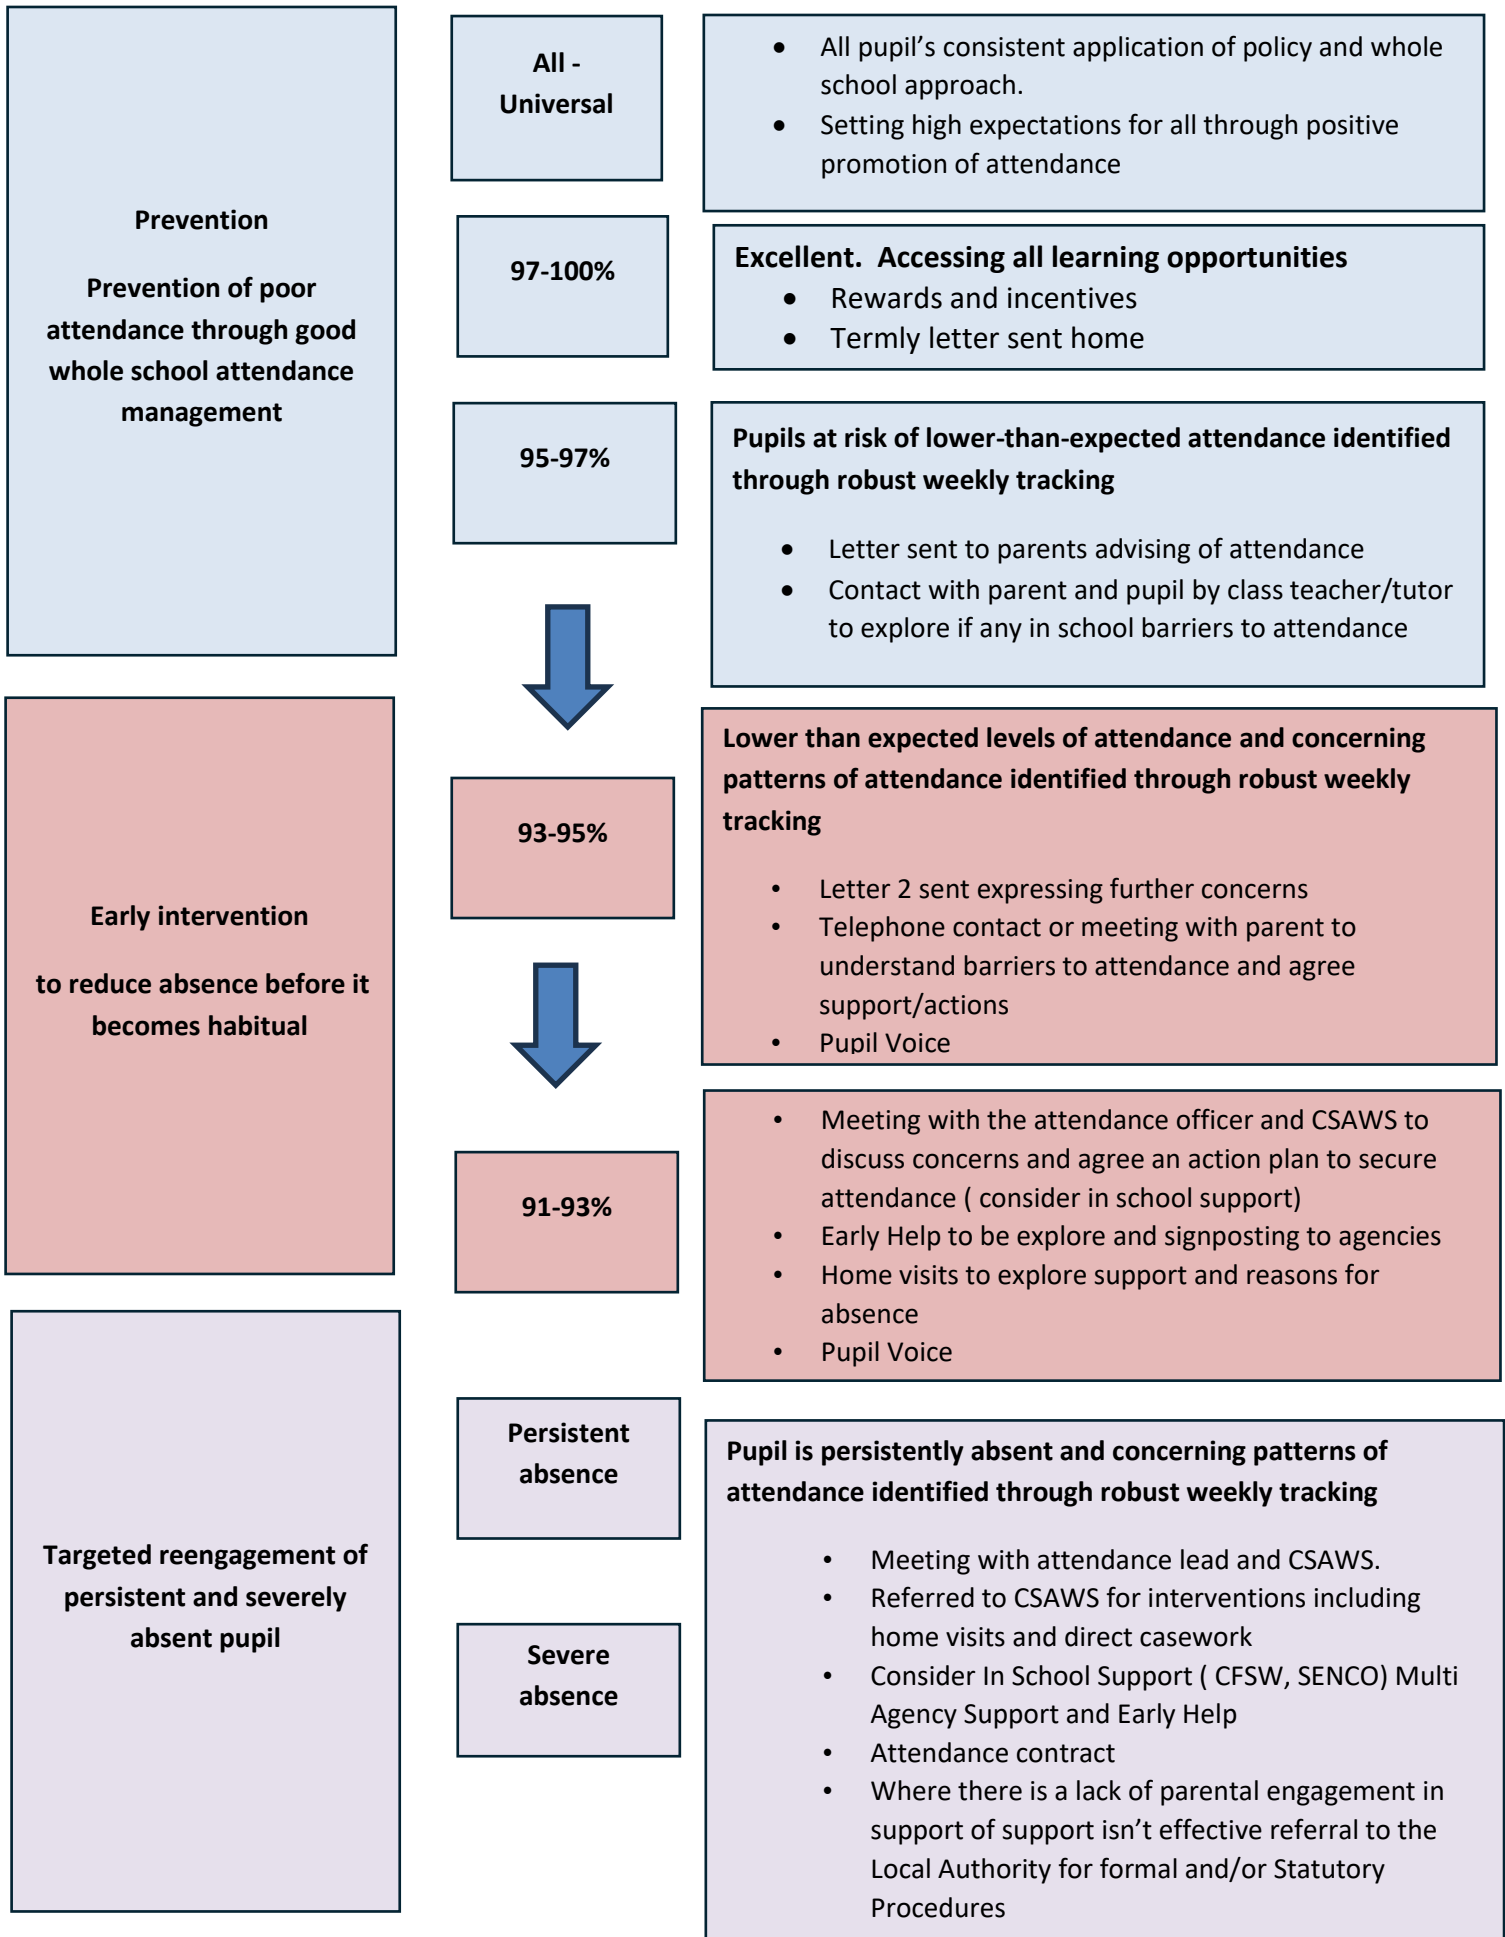 Prevention
Prevention of poor
attendance through good
whole school attendance
management
All -
Universal
• All pupil’s consistent application of policy and whole
school approach.
• Setting high expectations for all through positive
promotion of attendance
97-100%
Excellent.  Accessing all learning opportunities
• Rewards and incentives
• Termly letter sent home
95-97%
Pupils at risk of lower-than-expected attendance identified
through robust weekly tracking
• Letter sent to parents advising of attendance
• Contact with parent and pupil by class teacher/tutor
to explore if any in school barriers to attendance
Early intervention
to reduce absence before it
becomes habitual
93-95%
Lower than expected levels of attendance and concerning
patterns of attendance identified through robust weekly
tracking
• Letter 2 sent expressing further concerns
• Telephone contact or meeting with parent to
understand barriers to attendance and agree
support/actions
• Pupil Voice
91-93%
• Meeting with the attendance officer and CSAWS to
discuss concerns and agree an action plan to secure
attendance ( consider in school support)
• Early Help to be explore and signposting to agencies
• Home visits to explore support and reasons for
absence
• Pupil Voice
Targeted reengagement of
persistent and severely
absent pupil
Persistent
absence
Severe
absence
Pupil is persistently absent and concerning patterns of
attendance identified through robust weekly tracking
• Meeting with attendance lead and CSAWS.
• Referred to CSAWS for interventions including
home visits and direct casework
• Consider In School Support ( CFSW, SENCO) Multi
Agency Support and Early Help
• Attendance contract
• Where there is a lack of parental engagement in
support of support isn’t effective referral to the
Local Authority for formal and/or Statutory
Procedures